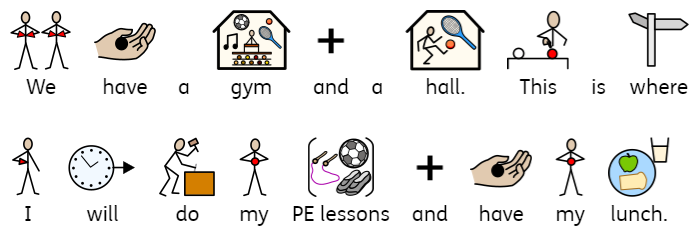 We have a gym and a hall. This is where
I will do my PE lessons and have my lunch.